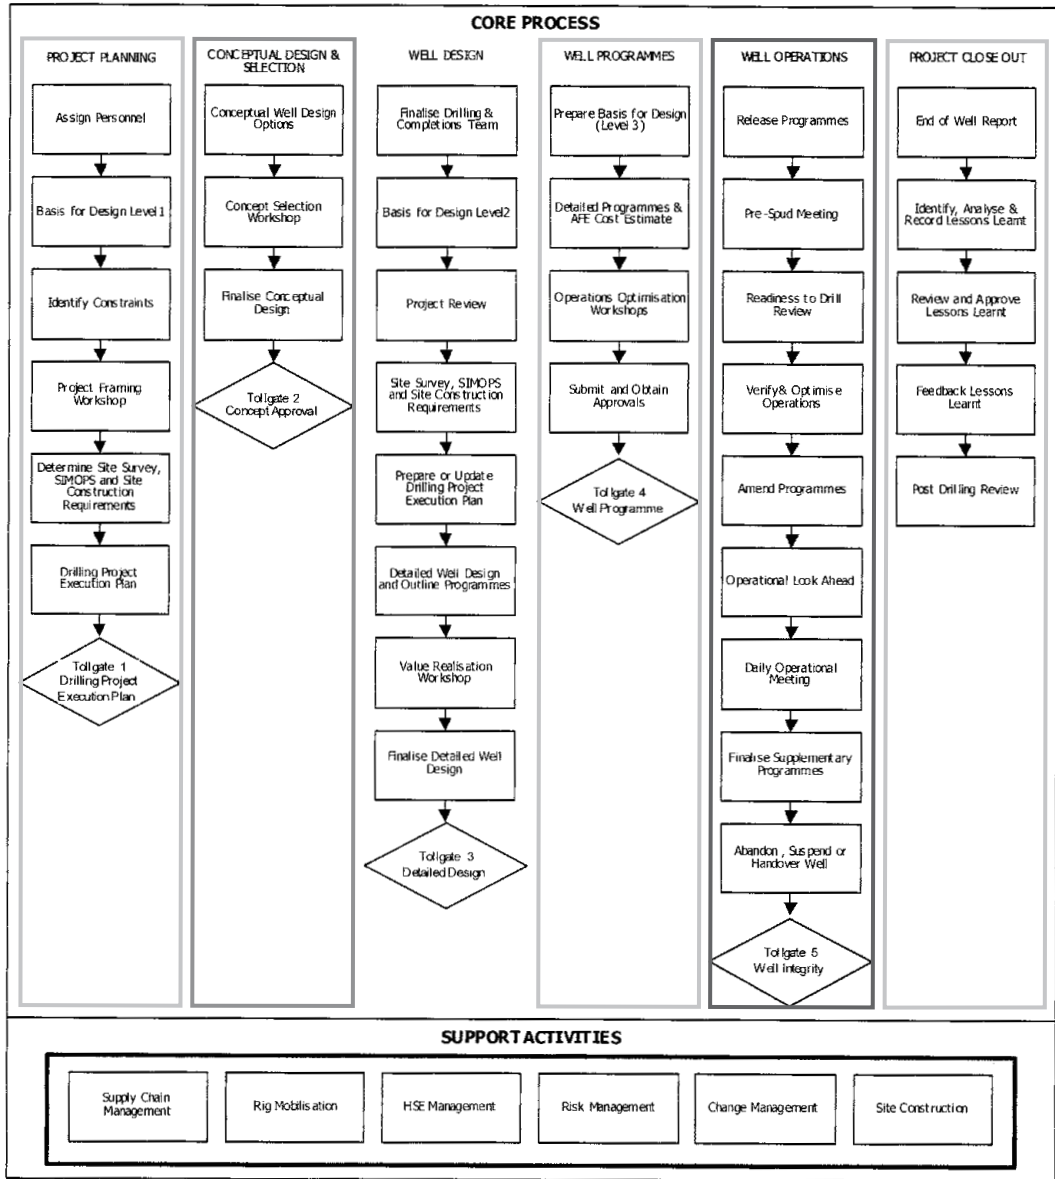 CORE PROCESS
PROJECT PLANNING
Assign Personnel
Basis for Design Level 1
Identify Constraints
Project Framing
Workshop
Determine Site Survey,
SIMOPS and Site
Construction
Requirements
Drilling Project
Execution Plan
Tollgate 1
Drilling Project
Execution Plan
CONCEPTUAL DESIGN &
SELECTION
Conceptual Well Design
Options
Concept Selection
Workshop
Finalise Conceptual
Design
Tollgate 2
Concept Approval
WELL DESIGN
Finalise Drilling &
Completions Team
Basis for Design Level2
Project Review
Site Survey, SIMOPS
and Site Construction
Requirements
Prepare or Update
Drilling Project
Execution Plan
Detailed Well Design
and Outline Programmes
Value Realisation
Workshop
Finalise Detailed Well
Design
Tollgate 3
Detailed Design
WELL PROGRAMMES
Prepare Basis for Design
(Level 3)
Detailed Programmes &
AFE Cost Estimate
Operations Optimisation
Workshops
Submit and Obtain
Approvals
Tollgate 4
Well Programme
WELL OPERATIONS
Release Programmes
Pre-Spud Meeting
Readiness to Drill
Review
Verify & Optimise
Operations
Amend Programmes
Operational Look Ahead
Daily Operational
Meeting
Finalise Supplementary
Programmes
Abandon, Suspend or
Handover Well
Tollgate 5
Well Integrity
PROJECT CLOSE OUT
End of Well Report
Identify, Analyse &
Record Lessons Learnt
Review and Approve
Lessons Learnt
Feedback Lessons
Learnt
Post Drilling Review
SUPPORT ACTIVITIES
Supply Chain
Management
Rig Mobilisation
HSE Management
Risk Management
Change Management
Site Construction